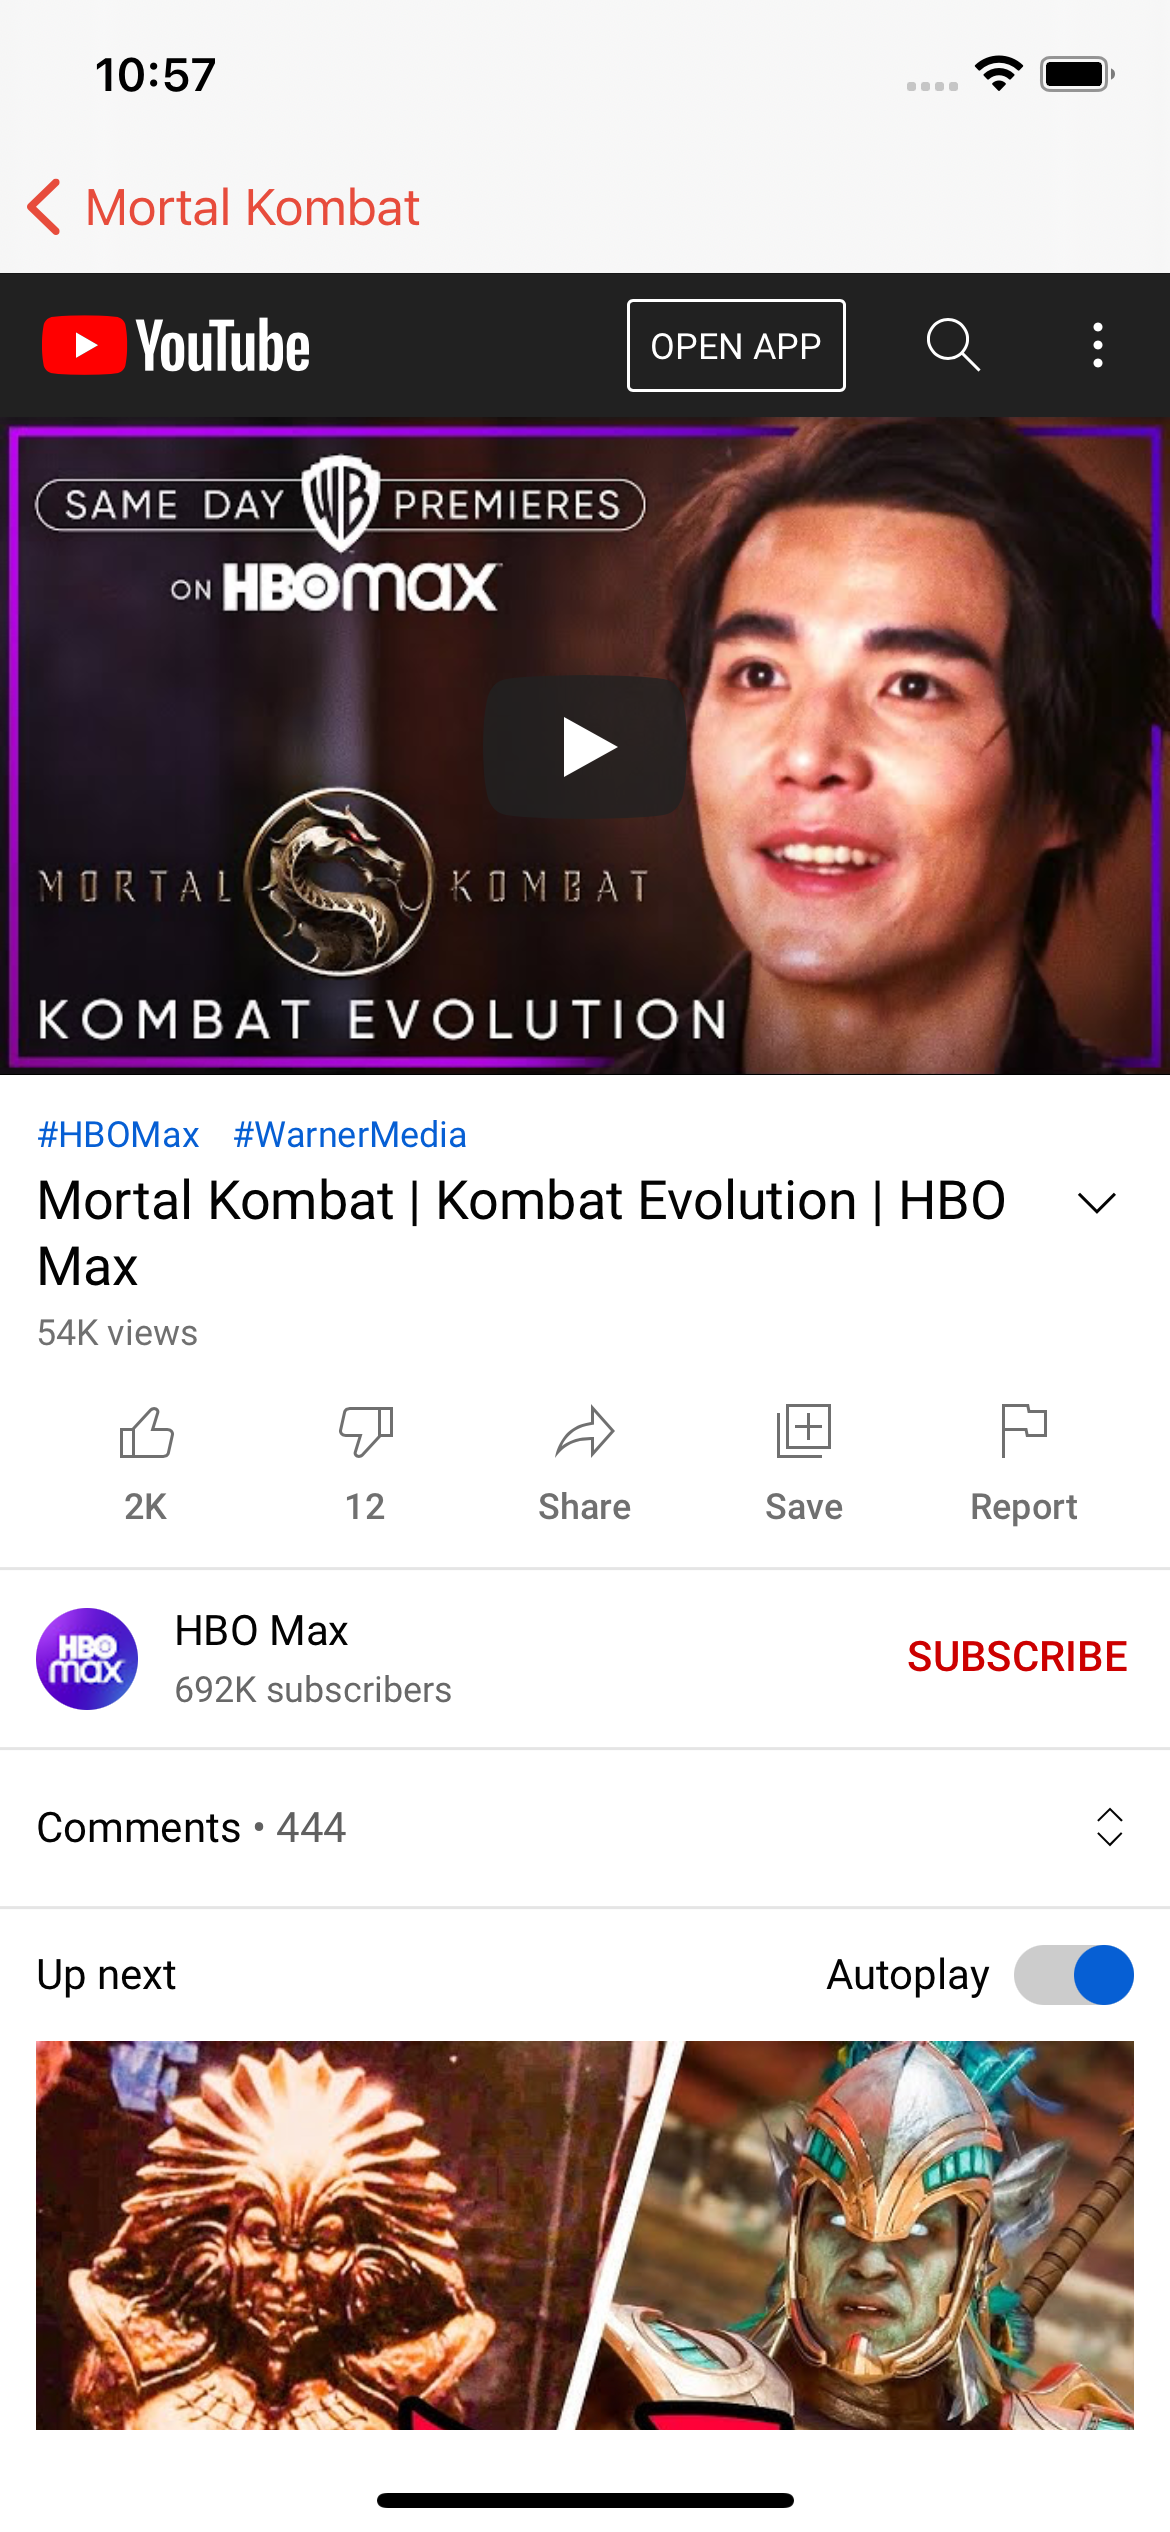 10:57
Mortal Kombat
YouTube
OPEN APP
SAME DAY WB PREMIERES
ON HBOmax
MORTAL KOMBAT
KOMBAT EVOLUTION
#HBOMax #WarnerMedia
Mortal Kombat | Kombat Evolution | HBO
Max
54K views
2K 12 Share Save Report
HBO Max
HBO
max
692K subscribers
SUBSCRIBE
Comments • 444
Up next Autoplay